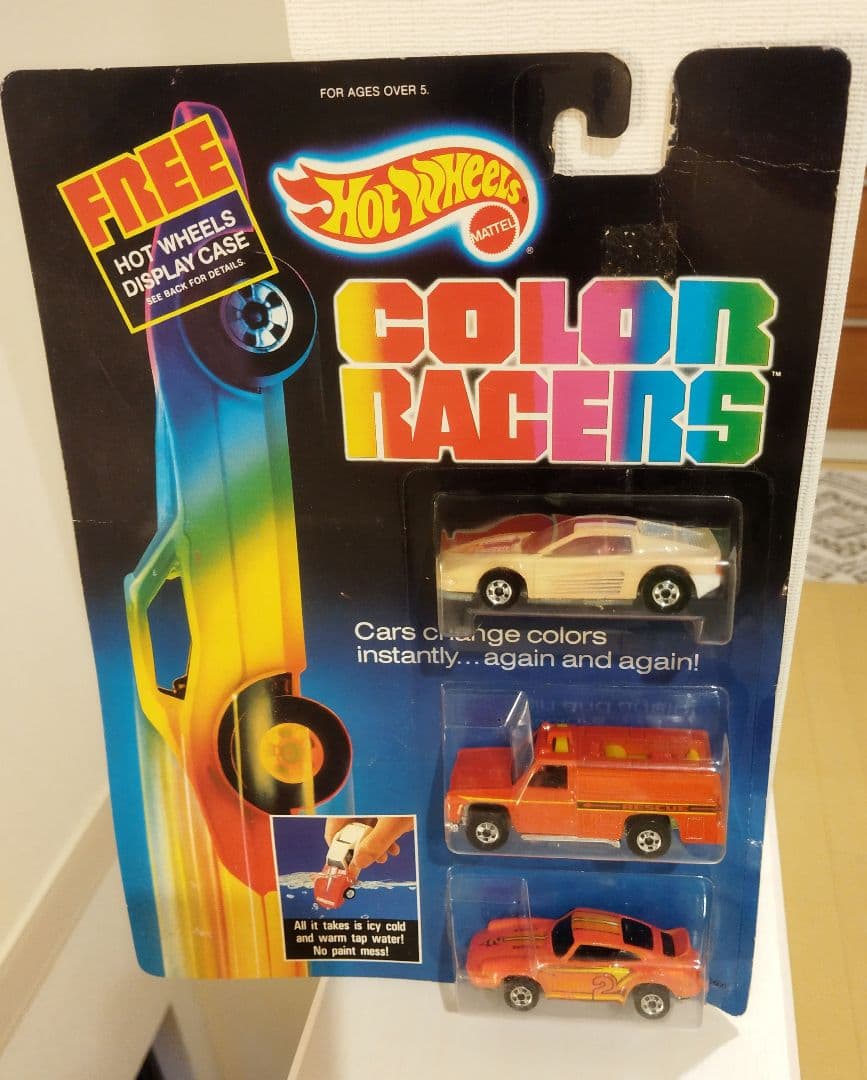 FOR AGES OVER 5.
FREE
HOT WHEELS
DISPLAY CASE
SEE BACK FOR DETAILS.
Hot Wheels
MATTEL
®
COLOR
RACERS
™
Cars change colors
instantly...again and again!
RESCUE
All it takes is icy cold
and warm tap water!
No paint mess!
2